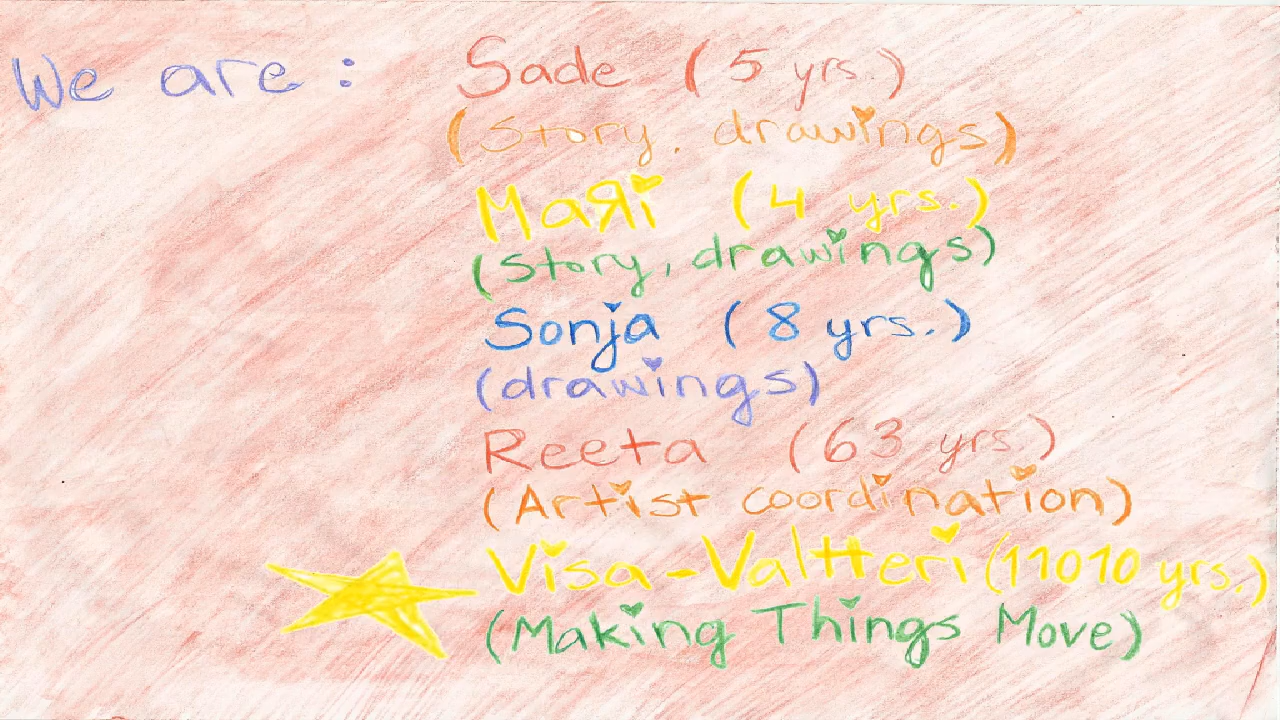 We are : Sade (5 yrs.)
(Story, drawings)
MaЯi (4 yrs.)
(Story, drawings)
Sonja (8 yrs.)
(drawings)
Reeta (63 yrs.)
(Artist coordination)
Visa-Valtteri (11010 yrs.)
(Making Things Move)